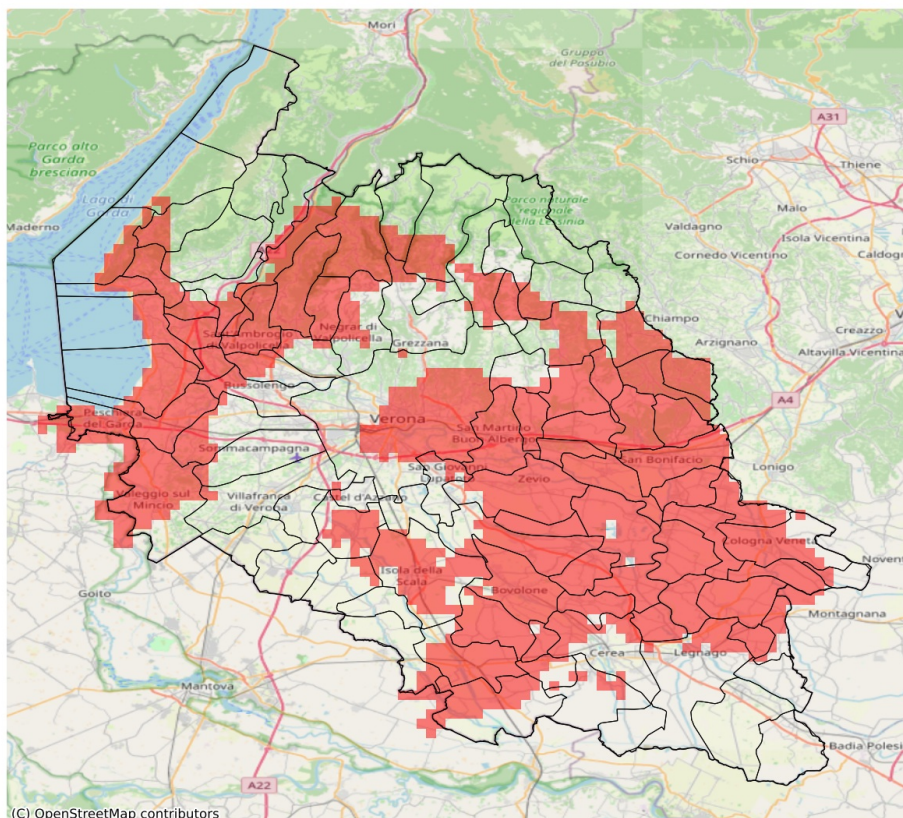 Mori
Gruppo
del Pasubio
A31
Parco alto
Garda
bresciano
Schio
Thiene
Lago di
Garda
Parco naturale
regionale
della Lessinia
Malo
Maderno
Valdagno
Isola Vicentina
Cornedo Vicentino
Caldogn
Chiampo
Sant'Ambrogio
di Valpolicella
Negrar di
Valpolicella
Grezzana
Creazzo
Arzignano
Altavilla Vicentina
Bussolengo
A4
Peschiera
del Garda
Verona
San Martino
Buon Albergo
Sommacampagna
San Bonifacio
San Giovanni
Lupatoto
Lonigo
Zevio
Valeggio sul
Mincio
Villafranca
di Verona
Castel d'Azzano
Cologna Veneta
Noven
Isola della
Scala
Goito
Bovolone
Montagnana
Cerea
Legnago
Mantova
Badia Polesi
A22
(C) OpenStreetMap contributors